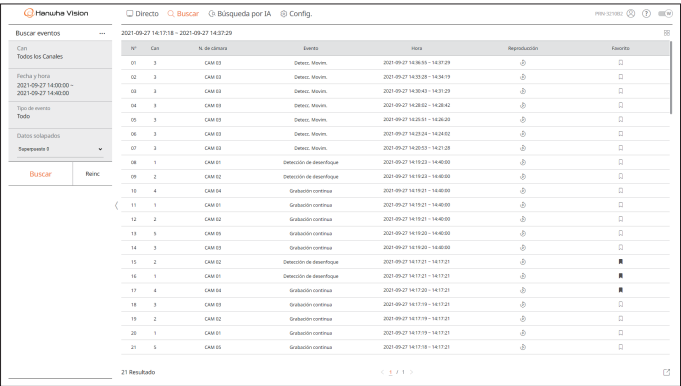 Hanwha Vision
Directo Buscar Búsqueda por IA Config.
PRN-3210B2
Buscar eventos ...
Can
Todos los Canales
Fecha y hora
2021-09-27 14:00:00 ~
2021-09-27 14:40:00
Tipo de evento
Todo
Datos solapados
Superpuesto 0
Buscar Reinc
2021-09-27 14:17:18 ~ 2021-09-27 14:37:29
N° Can N. de cámara Evento Hora Reproducción Favorito
01 3 CAM 03 Detecc. Movim. 2021-09-27 14:36:55 ~ 14:37:29
02 3 CAM 03 Detecc. Movim. 2021-09-27 14:33:28 ~ 14:34:19
03 3 CAM 03 Detecc. Movim. 2021-09-27 14:30:43 ~ 14:31:29
04 3 CAM 03 Detecc. Movim. 2021-09-27 14:28:02 ~ 14:28:42
05 3 CAM 03 Detecc. Movim. 2021-09-27 14:25:51 ~ 14:26:20
06 3 CAM 03 Detecc. Movim. 2021-09-27 14:23:24 ~ 14:24:02
07 3 CAM 03 Detecc. Movim. 2021-09-27 14:20:53 ~ 14:21:28
08 1 CAM 01 Detección de desenfoque 2021-09-27 14:19:23 ~ 14:40:00
09 2 CAM 02 Detección de desenfoque 2021-09-27 14:19:23 ~ 14:40:00
10 4 CAM 04 Grabación continua 2021-09-27 14:19:21 ~ 14:40:00
11 1 CAM 01 Grabación continua 2021-09-27 14:19:21 ~ 14:40:00
12 2 CAM 02 Grabación continua 2021-09-27 14:19:21 ~ 14:40:00
13 5 CAM 05 Grabación continua 2021-09-27 14:19:20 ~ 14:40:00
14 3 CAM 03 Grabación continua 2021-09-27 14:19:20 ~ 14:40:00
15 2 CAM 02 Detección de desenfoque 2021-09-27 14:17:21 ~ 14:17:21
16 1 CAM 01 Detección de desenfoque 2021-09-27 14:17:21 ~ 14:17:21
17 4 CAM 04 Grabación continua 2021-09-27 14:17:20 ~ 14:17:21
18 3 CAM 03 Grabación continua 2021-09-27 14:17:19 ~ 14:17:21
19 2 CAM 02 Grabación continua 2021-09-27 14:17:19 ~ 14:17:21
20 1 CAM 01 Grabación continua 2021-09-27 14:17:19 ~ 14:17:21
21 5 CAM 05 Grabación continua 2021-09-27 14:17:18 ~ 14:17:21
21 Resultado
1 / 1